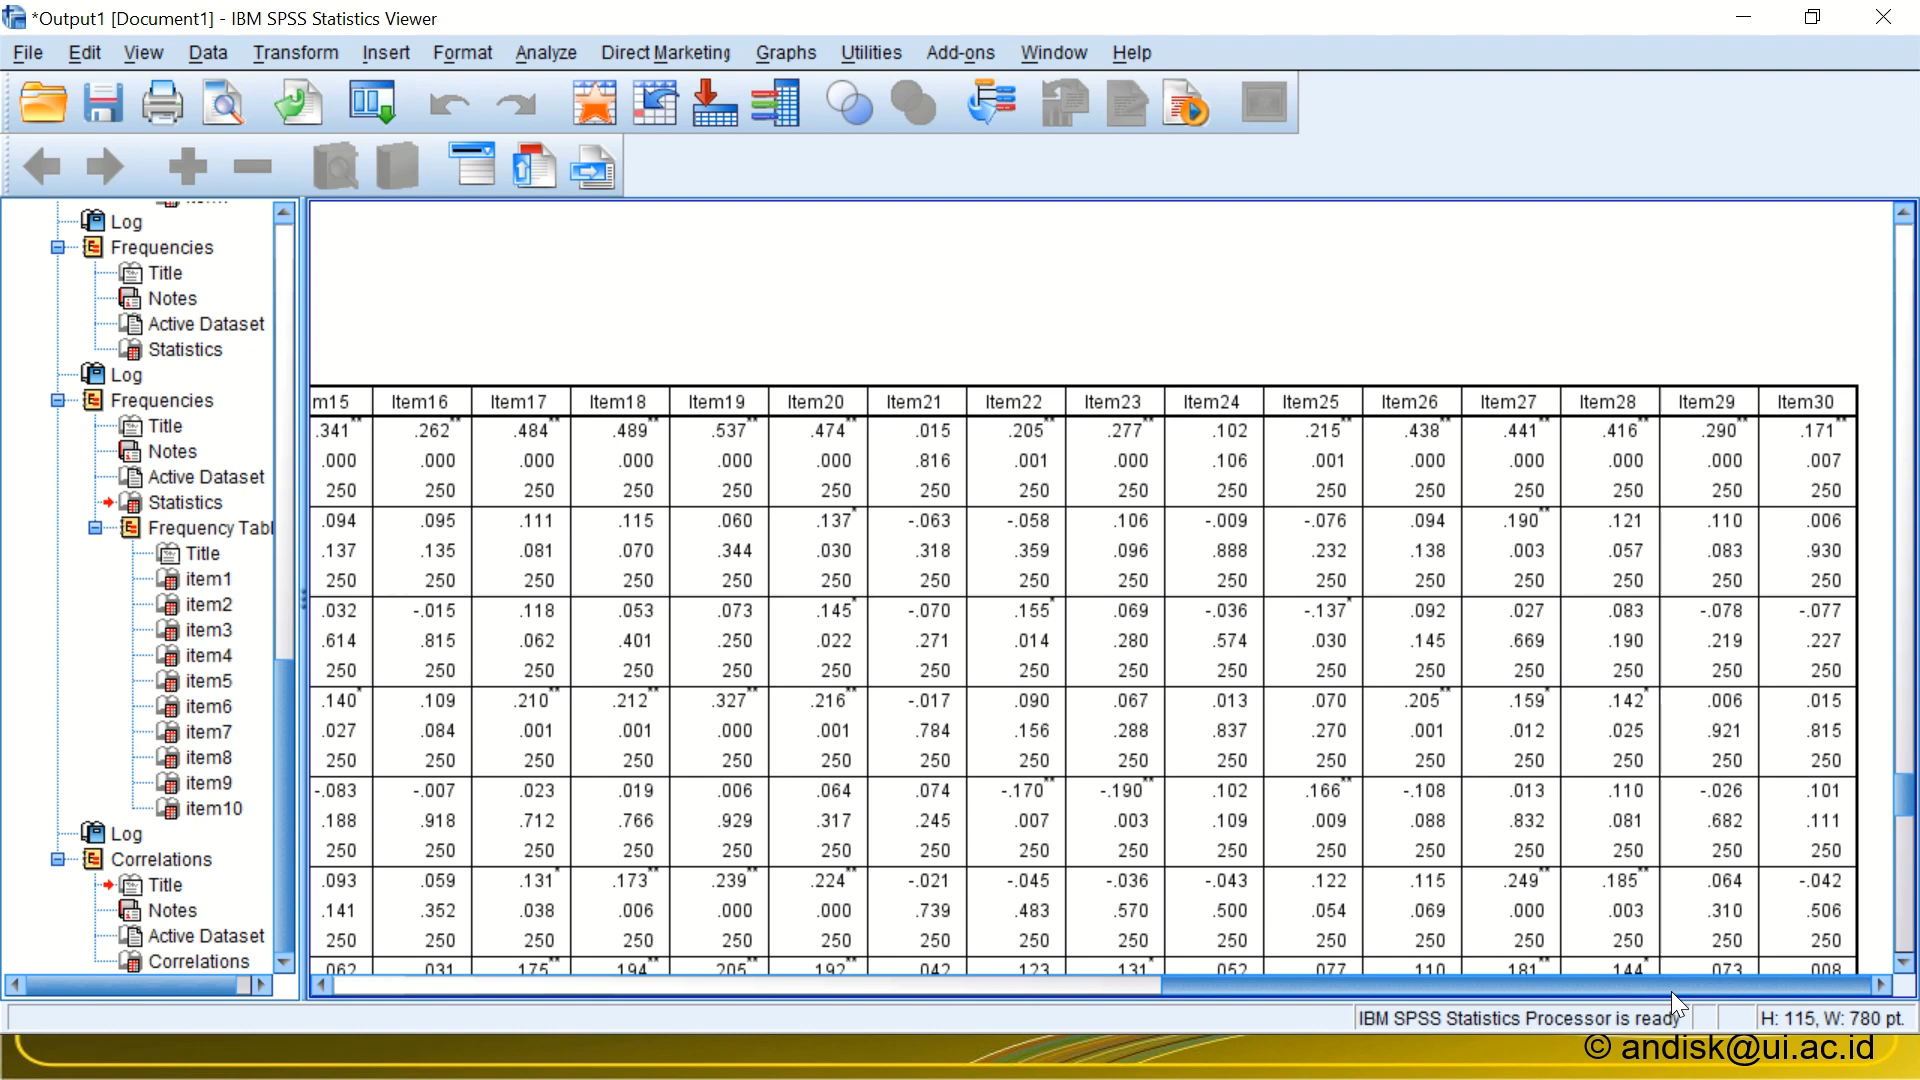 *Output1 [Document1] - IBM SPSS Statistics Viewer
File Edit View Data Transform Insert Format Analyze Direct Marketing Graphs Utilities Add-ons Window Help
Log
Frequencies
Title
Notes
Active Dataset
Statistics
Log
Frequencies
Title
Notes
Active Dataset
Statistics
Frequency Tabl
Title
item1
item2
item3
item4
item5
item6
item7
item8
item9
item10
Log
Correlations
Title
Notes
Active Dataset
Correlations
m15 Item16 Item17 Item18 Item19 Item20 Item21 Item22 Item23 Item24 Item25 Item26 Item27 Item28 Item29 Item30
.341** .262** .484** .489** .537** .474** .015 .205** .277** .102 .215** .438** .441** .416** .290** .171**
.000 .000 .000 .000 .000 .000 .816 .001 .000 .106 .001 .000 .000 .000 .000 .007
250 250 250 250 250 250 250 250 250 250 250 250 250 250 250 250
.094 .095 .111 .115 .060 .137* -.063 -.058 .106 -.009 -.076 .094 .190** .121 .110 .006
.137 .135 .081 .070 .344 .030 .318 .359 .096 .888 .232 .138 .003 .057 .083 .930
250 250 250 250 250 250 250 250 250 250 250 250 250 250 250 250
.032 -.015 .118 .053 .073 .145* -.070 .155* .069 -.036 -.137* .092 .027 .083 -.078 -.077
.614 .815 .062 .401 .250 .022 .271 .014 .280 .574 .030 .145 .669 .190 .219 .227
250 250 250 250 250 250 250 250 250 250 250 250 250 250 250 250
.140* .109 .210** .212** .327** .216** -.017 .090 .067 .013 .070 .205** .159* .142* .006 .015
.027 .084 .001 .001 .000 .001 .784 .156 .288 .837 .270 .001 .012 .025 .921 .815
250 250 250 250 250 250 250 250 250 250 250 250 250 250 250 250
-.083 -.007 .023 .019 .006 .064 .074 -.170** -.190** .102 .166** -.108 .013 .110 -.026 .101
.188 .918 .712 .766 .929 .317 .245 .007 .003 .109 .009 .088 .832 .081 .682 .111
250 250 250 250 250 250 250 250 250 250 250 250 250 250 250 250
.093 .059 .131* .173** .239** .224** -.021 -.045 -.036 -.043 .122 .115 .249** .185** .064 -.042
.141 .352 .038 .006 .000 .000 .739 .483 .570 .500 .054 .069 .000 .003 .310 .506
250 250 250 250 250 250 250 250 250 250 250 250 250 250 250 250
.062 .031 .175** .194** .205** .192** .042 .123 .131* .052 .077 .110 .181** .144* .073 .008
IBM SPSS Statistics Processor is ready H: 115, W: 780 pt.
© andisk@ui.ac.id